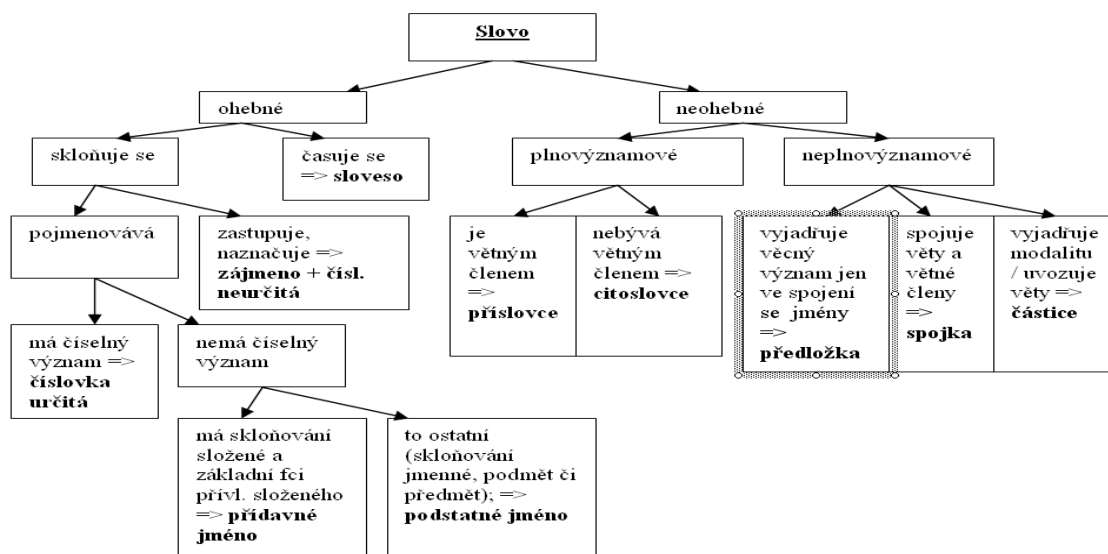 Slovo
ohebné
neohebné
skloňuje se
časuje se
=> sloveso
plnovýznamové
neplnovýznamové
pojmenovává
zastupuje,
naznačuje =>
zájmeno + čísl.
neurčitá
je
větným
členem
=>
příslovce
nebývá
větným
členem =>
citoslovce
vyjadřuje
věcný
význam jen
ve spojení
se jmény
=>
předložka
spojuje
věty a
větné
členy
=>
spojka
vyjadřuje
modalitu
/ uvozuje
věty =>
částice
má číselný
význam =>
číslovka
určitá
nemá číselný
význam
má skloňování
složené a
základní fci
přívl. složeného
=> přídavné
jméno
to ostatní
(skloňování
jmenné, podmět či
předmět); =>
podstatné jméno